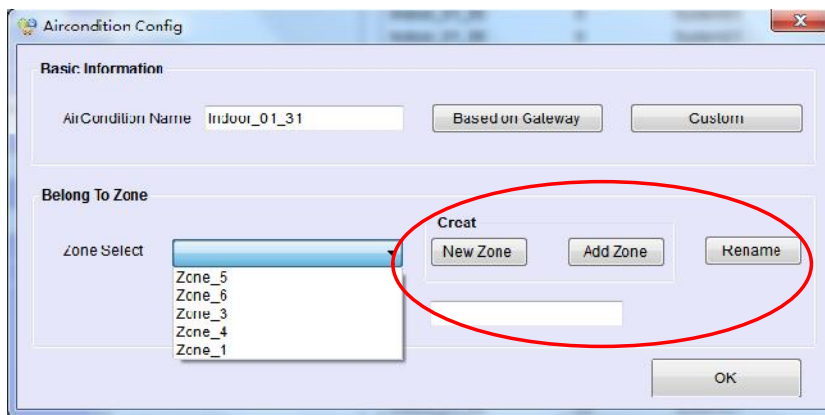 Aircondition Config
Basic Information
AirCondition Name Indoor_01_31 Based on Gateway Custom
Belong To Zone
Creat
Zone Select New Zone Add Zone Rename
Zone_5
Zone_6
Zone_3
Zone_4
Zone_1
OK